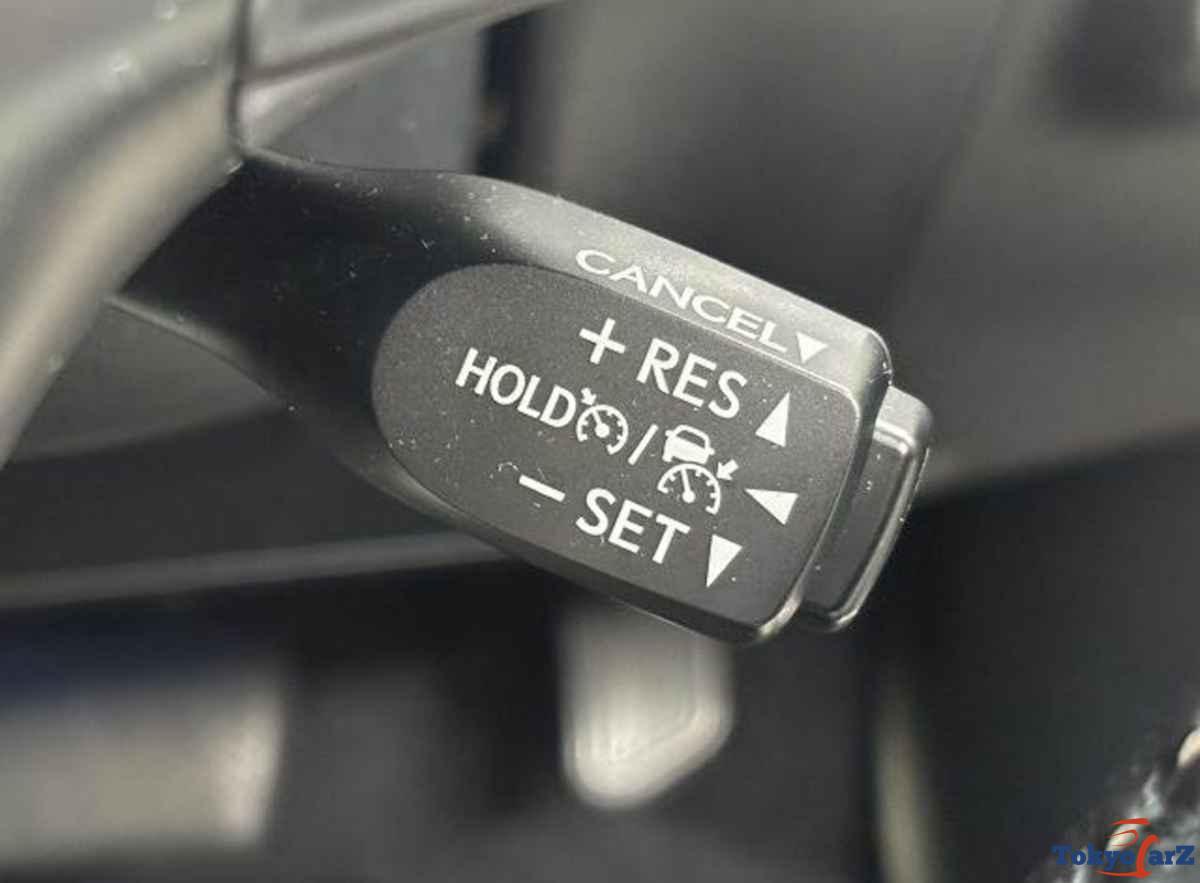 CANCEL▼
+ RES ▲
HOLD /
− SET ▼
TokyoCarZ